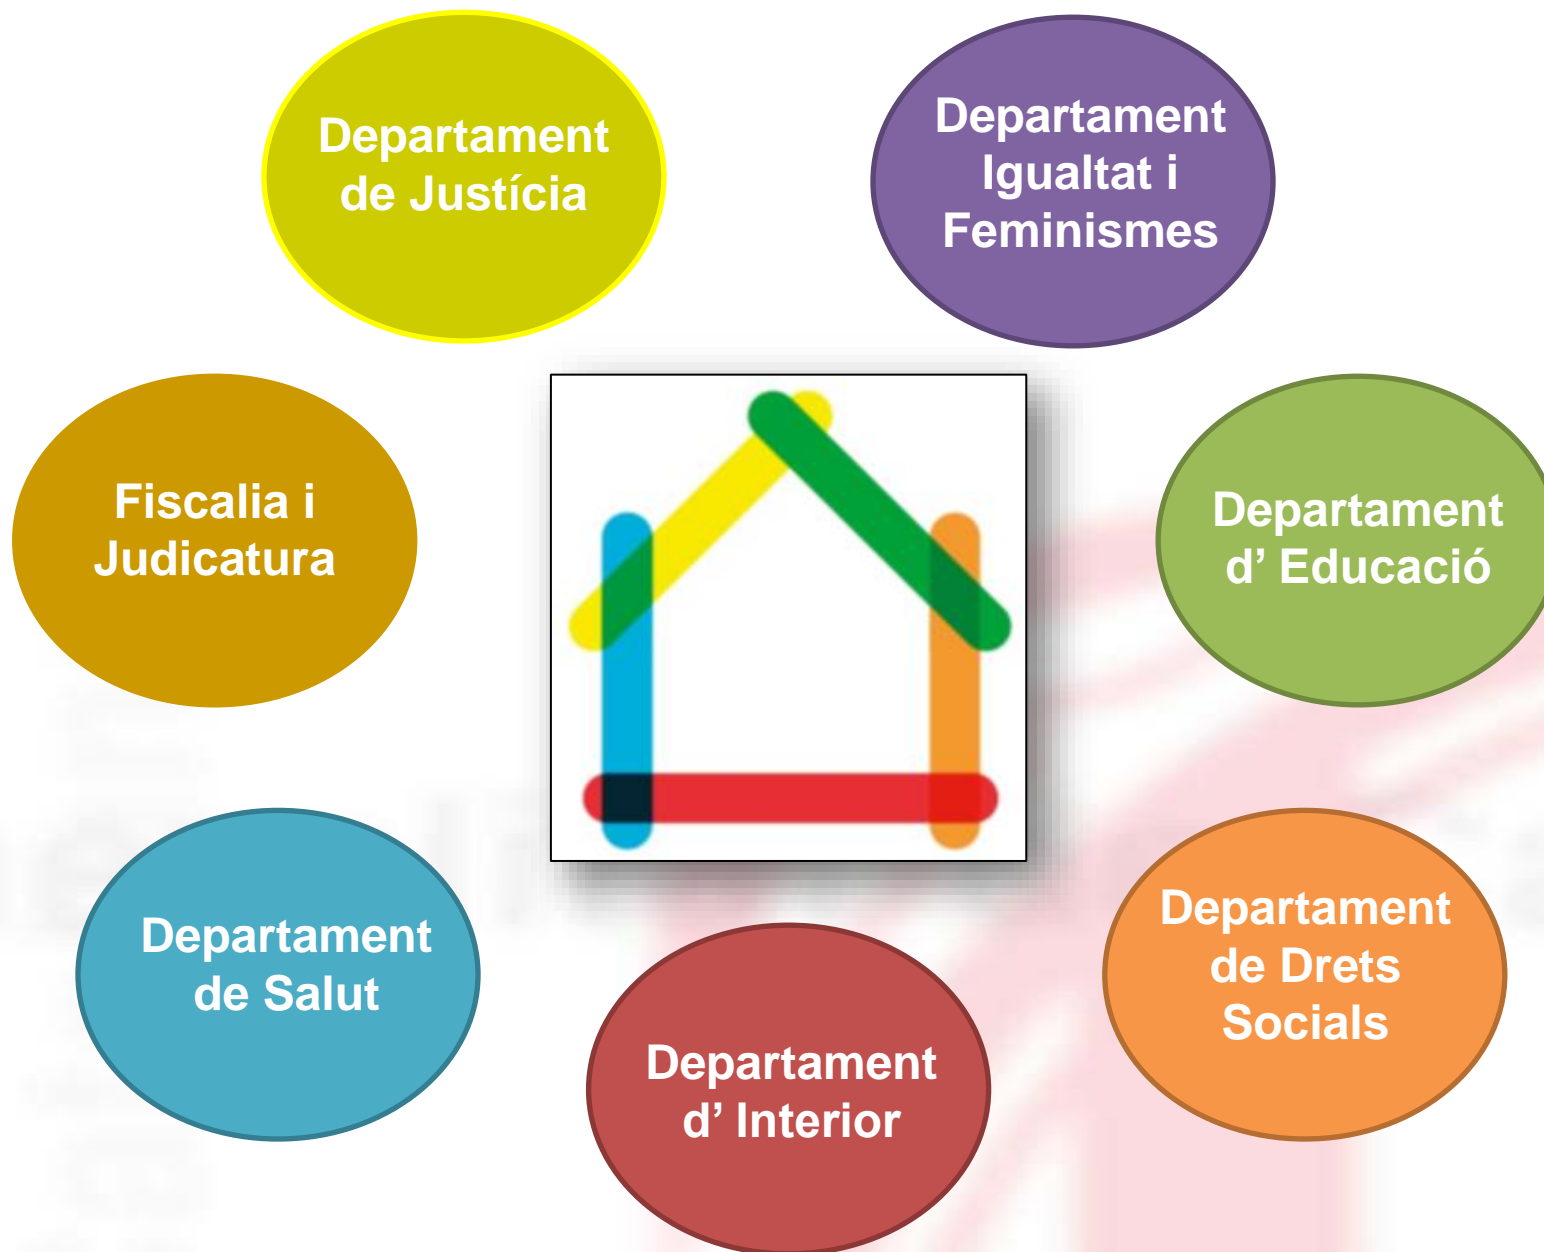 Departament
de Justícia
Departament
Igualtat i
Feminismes
Fiscalia i
Judicatura
Departament
d’ Educació
Departament
de Salut
Departament
de Drets
Socials
Departament
d’ Interior